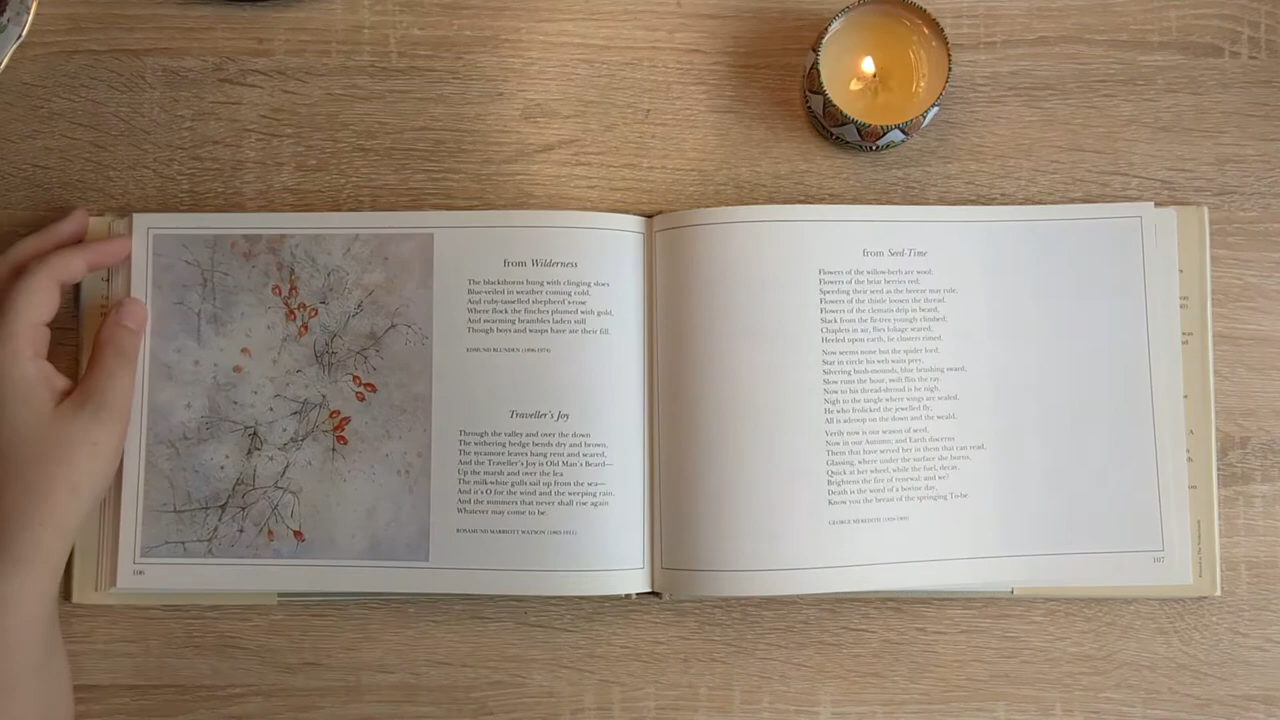 from Wilderness
The blackthorns hung with clinging sloes
Blue-veiled in weather coming cold,
And ruby-tasselled shepherd's-rose
Where flock the finches plumed with gold,
And swarming brambles laden still
Though boys and wasps have ate their fill.
EDMUND BLUNDEN (1896-1974)
Traveller's Joy
Through the valley and over the down
The withering hedge bends dry and brown,
The sycamore leaves hang rent and seared,
And the Traveller's Joy is Old Man's Beard—
Up the marsh and over the lea
The milk-white gulls sail up from the sea—
And it's O for the wind and the weeping rain,
And the summers that never shall rise again
Whatever may come to be.
ROSAMUND MARRIOTT WATSON (1863-1911)
106
from Seed-Time
Flowers of the willow-herb are wool;
Flowers of the briar berries red;
Speeding their seed as the breeze may rule,
Flowers of the thistle loosen the thread.
Flowers of the clematis drip in beard,
Slack from the fir-tree youngly climbed;
Chaplets in air, flies foliage seared;
Heeled upon earth, lie clusters rimed.
Now seems none but the spider lord;
Star in circle his web waits prey,
Silvering bush-mounds, blue brushing sward;
Slow runs the hour, swift flits the ray.
Now to his thread-shroud is he nigh,
Nigh to the tangle where wings are sealed,
He who frolicked the jewelled fly;
All is adroop on the down and the weald.
Verily now is our season of seed,
Now in our Autumn; and Earth discerns
Them that have served her in them that can read,
Glassing, where under the surface she burns,
Quick at her wheel, while the fuel, decay,
Brightens the fire of renewal: and we?
Death is the word of a bovine day,
Know you the breast of the springing To-be.
GEORGE MEREDITH (1828-1909)
107